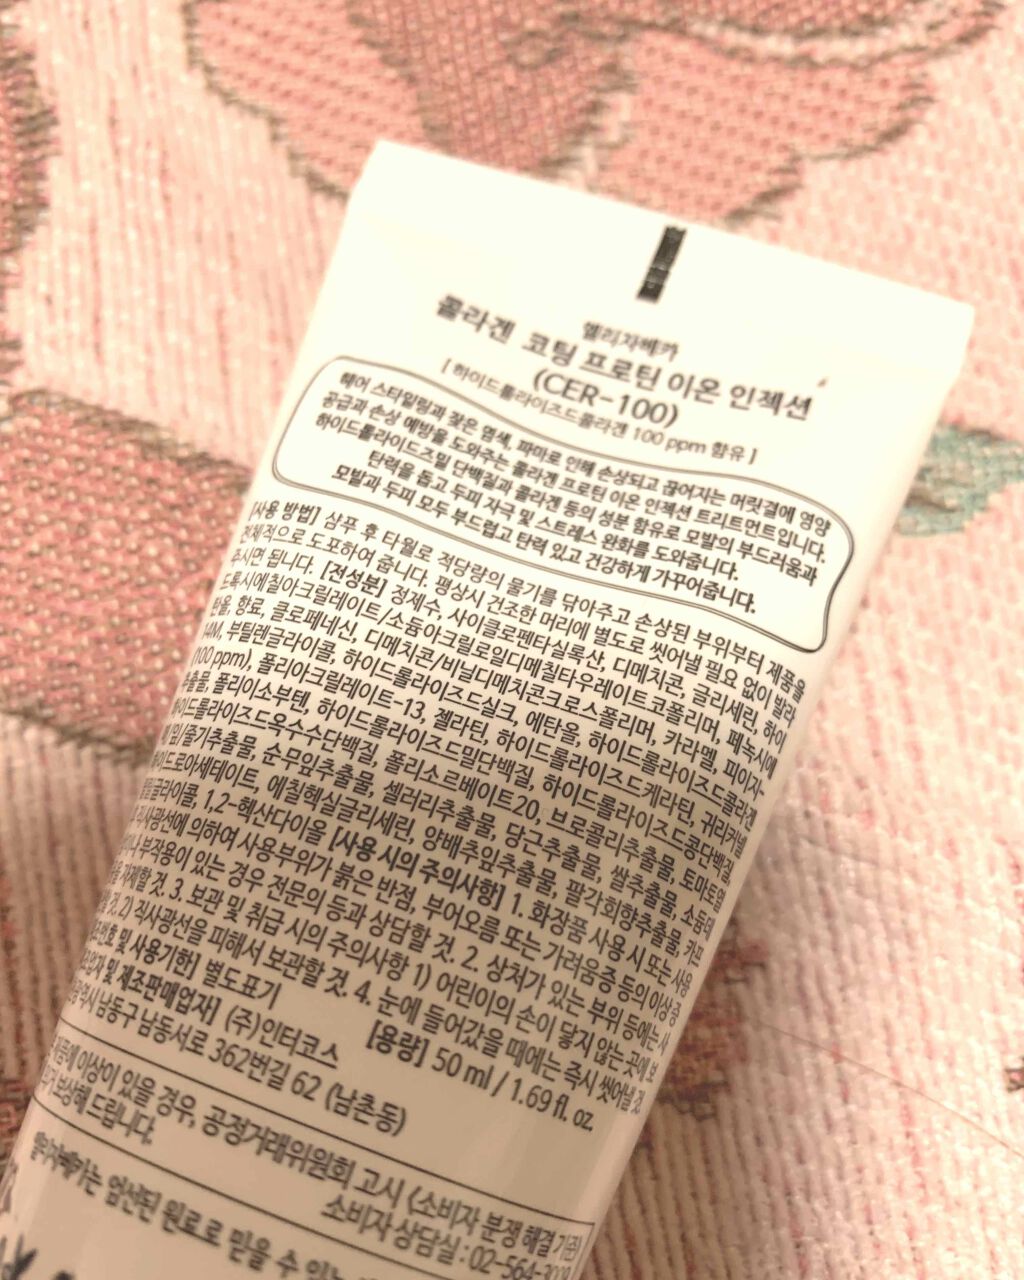 엘리자베카
콜라겐 코팅 프로틴 이온 인젝션
(CER-100)
[ 하이드롤라이즈드콜라겐 100 ppm 함유 ]
헤어 스타일링과 잦은 염색, 파마로 인해 손상되고 끊어지는 머릿결에 영양
공급과 손상 예방을 도와주는 콜라겐 프로틴 이온 인젝션 트리트먼트입니다.
하이드롤라이드즈밀 단백질과 콜라겐 등의 성분 함유로 모발의 부드러움과
탄력을 돕고 두피 자극 및 스트레스 완화를 도와줍니다.
모발과 두피 모두 부드럽고 탄력 있고 건강하게 가꾸어줍니다.
[사용 방법] 샴푸 후 타월로 적당량의 물기를 닦아주고 손상된 부위부터 제품을
전체적으로 도포하여 줍니다. 평상시 건조한 머리에 별도로 씻어낼 필요 없이 발라
주시면 됩니다. [전성분] 정제수, 사이클로펜타실록산, 디메치콘, 글리세린, 하이
드록시에칠아크릴레이트/소듐아크릴로일디메칠타우레이트코폴리머, 페녹시에
탄올, 향료, 클로페네신, 디메치콘/비닐디메치콘크로스폴리머, 카라멜, 피이지-
14M, 부틸렌글라이콜, 하이드롤라이즈드실크, 에탄올, 하이드롤라이즈드콜라겐
(100 ppm), 폴리아크릴레이트-13, 젤라틴, 하이드롤라이즈드케라틴, 귀리커넬
추출물, 폴리이소부텐, 하이드롤라이즈드밀단백질, 하이드롤라이즈드콩단백질,
하이드롤라이즈드옥수수단백질, 폴리소르베이트20, 브로콜리추출물, 토마토열
매/잎/줄기추출물, 순무잎추출물, 셀러리추출물, 당근추출물, 쌀추출물, 소듐데
하이드로아세테이트, 에칠헥실글리세린, 양배추잎추출물, 팔각회향추출물, 카프
릴릴글라이콜, 1,2-헥산다이올 [사용 시의 주의사항] 1. 화장품 사용 시 또는 사용
직사광선에 의하여 사용부위가 붉은 반점, 부어오름 또는 가려움증 등의 이상 증
이나 부작용이 있는 경우 전문의 등과 상담할 것. 2. 상처가 있는 부위 등에는 사
용을 자제할 것. 3. 보관 및 취급 시의 주의사항 1) 어린이의 손이 닿지 않는 곳에 보
할 것. 2) 직사광선을 피해서 보관할 것. 4. 눈에 들어갔을 때에는 즉시 씻어낼 것.
및 사용기한] 별도표기 [용량] 50 ml / 1.69 fl. oz.
및 제조판매업자] (주)인터코스
남동구 남동서로 362번길 62 (남촌동)
제품에 이상이 있을 경우, 공정거래위원회 고시 (소비자 분쟁 해결 기준)
보상해 드립니다. 소비자 상담실 : 02-564-
엘리자베카는 엄선된 원료로 믿을 수 있는